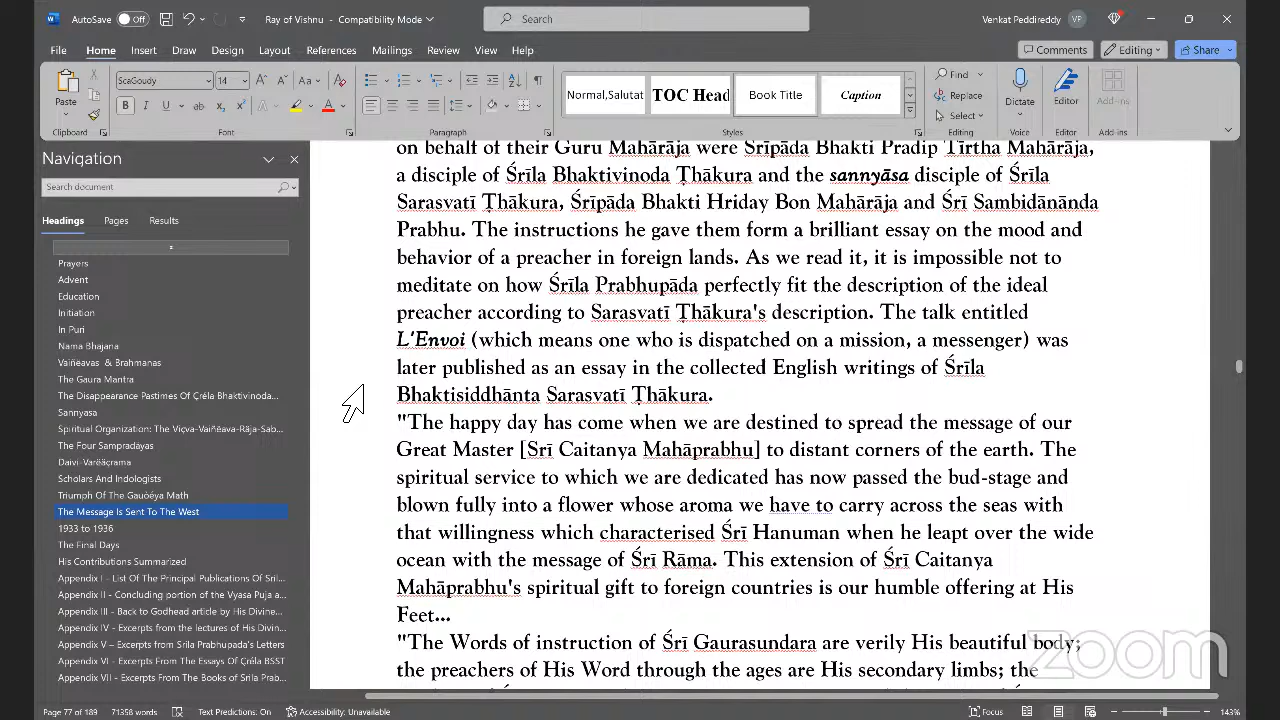 AutoSave Off Ray of Vishnu - Compatibility Mode Search Venkat Peddireddy VP
File Home Insert Draw Design Layout References Mailings Review View Help Comments Editing Share
Paste ScaGoudy 14 Normal,Salutat TOC Head Book Title Caption Find Replace Select Dictate Editor Add-ins
Clipboard Font Paragraph Styles Editing Voice Editor Add-ins
Navigation
Search document
Headings Pages Results
Prayers
Advent
Education
Initiation
In Puri
Nama Bhajana
Vaiñëavas & Brahmanas
The Gaura Mantra
The Disappearance Pastimes Of Çréla Bhaktivinoda...
Sannyasa
Spiritual Organization: The Viçva-Vaiñëava-Räja-Sab...
The Four Sampradäyas
Daivi-Varëäçrama
Scholars And Indologists
Triumph Of The Gauòéya Math
The Message Is Sent To The West
1933 to 1936
The Final Days
His Contributions Summarized
Appendix I - List Of The Principal Publications Of Sril...
Appendix II - Concluding portion of the Vyasa Puja a...
Appendix III - Back to Godhead article by His Divine...
Appendix IV - Excerpts from the lectures of His Divin...
Appendix V – Excerpts from Srila Prabhupada's Letters
Appendix VI - Excerpts From The Essays Of Çréla BSST
Appendix VII - Excerpts From The Books of Srila Prab...
on behalf of their Guru Mahārāja were Śrīpāda Bhakti Pradip Tīrtha Mahārāja,
a disciple of Śrīla Bhaktivinoda Ṭhākura and the sannyāsa disciple of Śrīla
Sarasvatī Ṭhākura, Śrīpāda Bhakti Hriday Bon Mahārāja and Śrī Sambidānānda
Prabhu. The instructions he gave them form a brilliant essay on the mood and
behavior of a preacher in foreign lands. As we read it, it is impossible not to
meditate on how Śrīla Prabhupāda perfectly fit the description of the ideal
preacher according to Sarasvatī Ṭhākura's description. The talk entitled
L'Envoi (which means one who is dispatched on a mission, a messenger) was
later published as an essay in the collected English writings of Śrīla
Bhaktisiddhānta Sarasvatī Ṭhākura.
"The happy day has come when we are destined to spread the message of our
Great Master [Śrī Caitanya Mahāprabhu] to distant corners of the earth. The
spiritual service to which we are dedicated has now passed the bud-stage and
blown fully into a flower whose aroma we have to carry across the seas with
that willingness which characterised Śrī Hanuman when he leapt over the wide
ocean with the message of Śrī Rāma. This extension of Śrī Caitanya
Mahāprabhu's spiritual gift to foreign countries is our humble offering at His
Feet...
"The Words of instruction of Śrī Gaurasundara are verily His beautiful body;
the preachers of His Word through the ages are His secondary limbs; the
zoom
Page 77 of 189 71358 words Text Predictions: On Accessibility: Unavailable Focus 143%